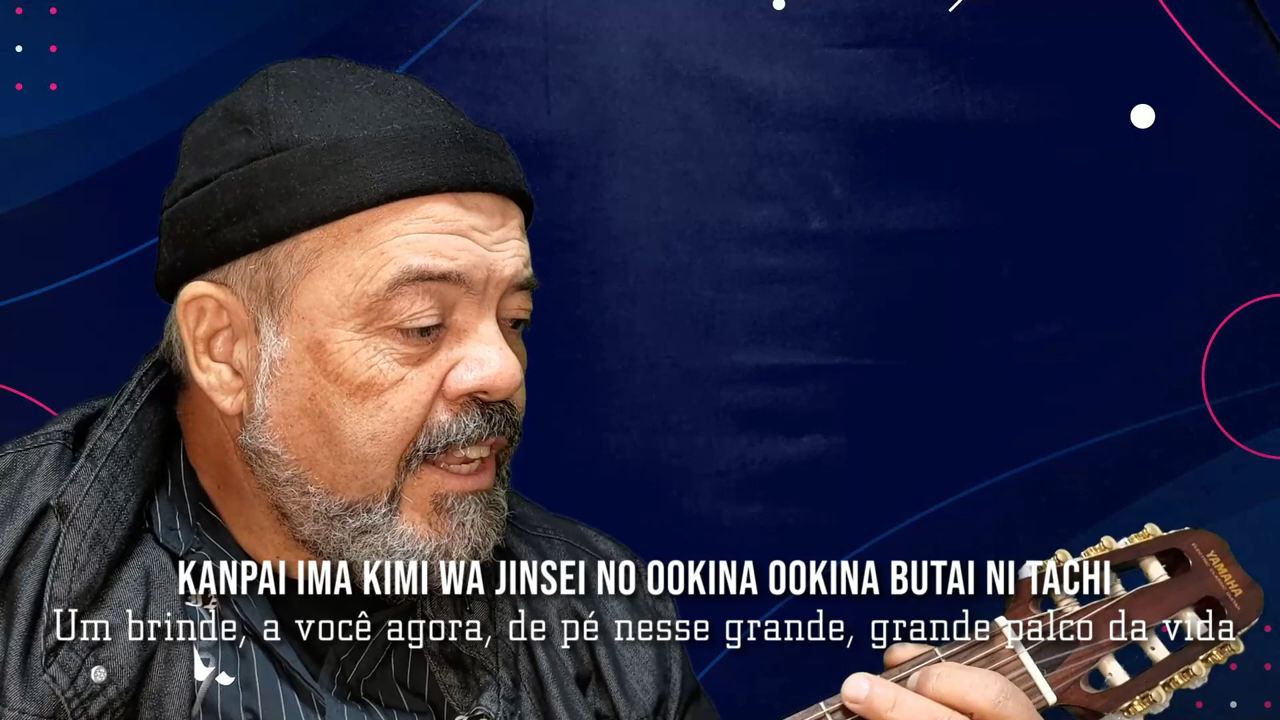 KANPAI IMA KIMI WA JINSEI NO OOKINA OOKINA BUTAI NI TACHI
Um brinde, a você agora, de pé nesse grande, grande palco da vida
YAMAHA